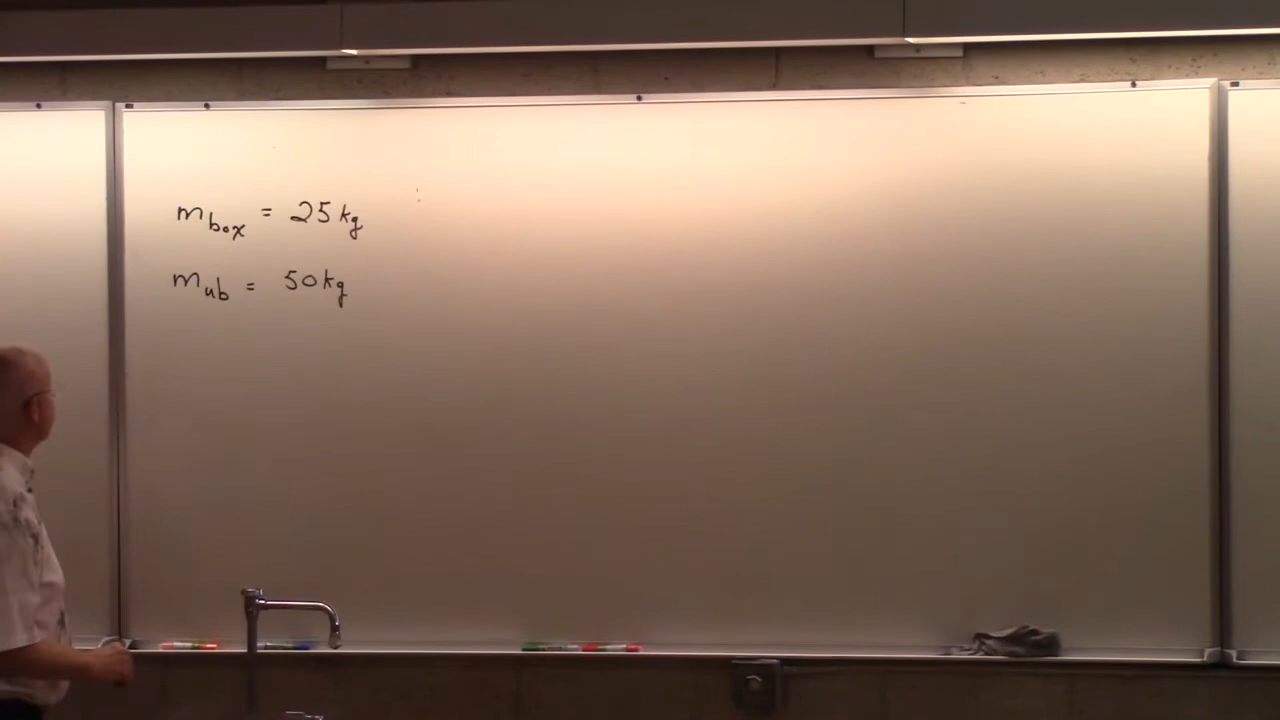 m_box = 25 kg
m_ub = 50 kg